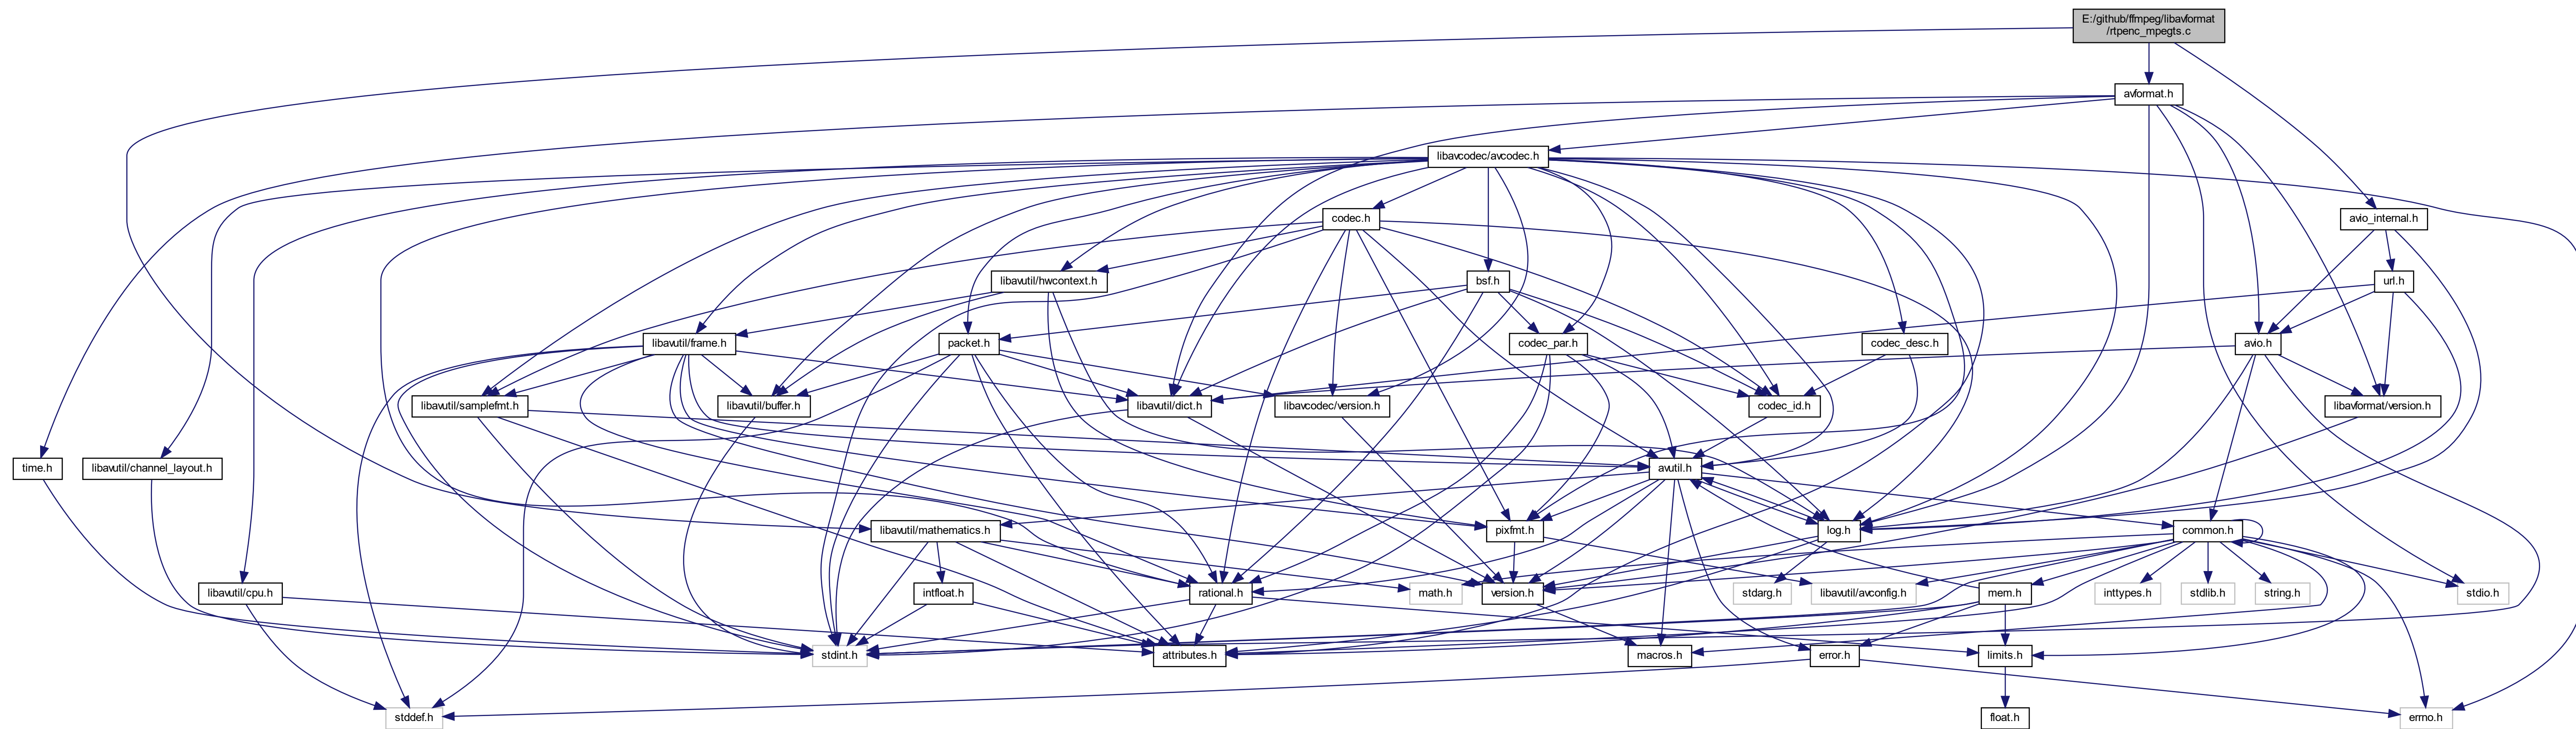 E:/github/ffmpeg/libavformat
/rtpenc_mpegts.c
avformat.h
libavcodec/avcodec.h
codec.h
avio_internal.h
libavutil/hwcontext.h
bsf.h
url.h
libavutil/frame.h
packet.h
codec_par.h
codec_desc.h
avio.h
libavutil/samplefmt.h
libavutil/buffer.h
libavutil/dict.h
libavcodec/version.h
codec_id.h
libavformat/version.h
time.h
libavutil/channel_layout.h
avutil.h
libavutil/mathematics.h
pixfmt.h
log.h
common.h
libavutil/cpu.h
intfloat.h
rational.h
math.h
version.h
stdarg.h
libavutil/avconfig.h
mem.h
inttypes.h
stdlib.h
string.h
stdio.h
stdint.h
attributes.h
macros.h
error.h
limits.h
stddef.h
float.h
errno.h